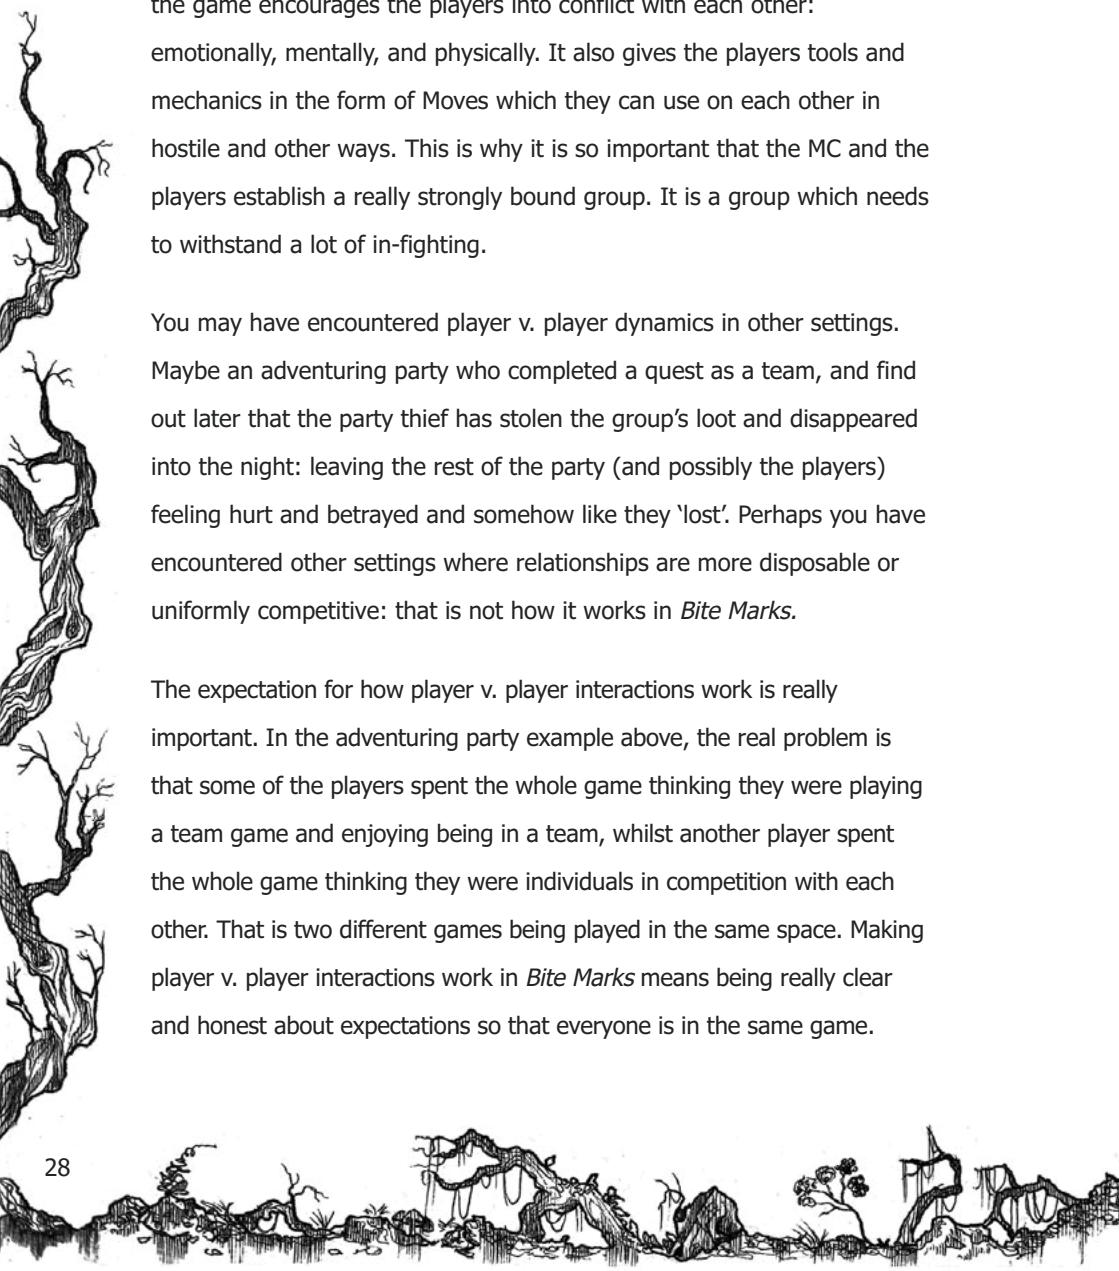 the game encourages the players into conflict with each other:
emotionally, mentally, and physically. It also gives the players tools and
mechanics in the form of Moves which they can use on each other in
hostile and other ways. This is why it is so important that the MC and the
players establish a really strongly bound group. It is a group which needs
to withstand a lot of in-fighting.
You may have encountered player v. player dynamics in other settings.
Maybe an adventuring party who completed a quest as a team, and find
out later that the party thief has stolen the group’s loot and disappeared
into the night: leaving the rest of the party (and possibly the players)
feeling hurt and betrayed and somehow like they ‘lost’. Perhaps you have
encountered other settings where relationships are more disposable or
uniformly competitive: that is not how it works in Bite Marks.
The expectation for how player v. player interactions work is really
important. In the adventuring party example above, the real problem is
that some of the players spent the whole game thinking they were playing
a team game and enjoying being in a team, whilst another player spent
the whole game thinking they were individuals in competition with each
other. That is two different games being played in the same space. Making
player v. player interactions work in Bite Marks means being really clear
and honest about expectations so that everyone is in the same game.
28